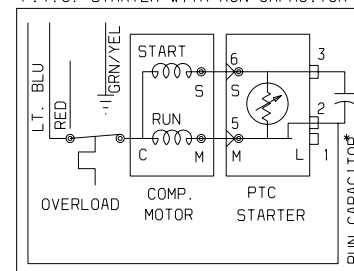 P.T.C. STARTER WITH RUN CAPACITOR
LT. BLU
RED
GRN/YEL
START
S
6
S
3
RUN
5
2
C
M
M
L
1
OVERLOAD
COMP.
MOTOR
PTC
STARTER
RUN CAPACITOR*